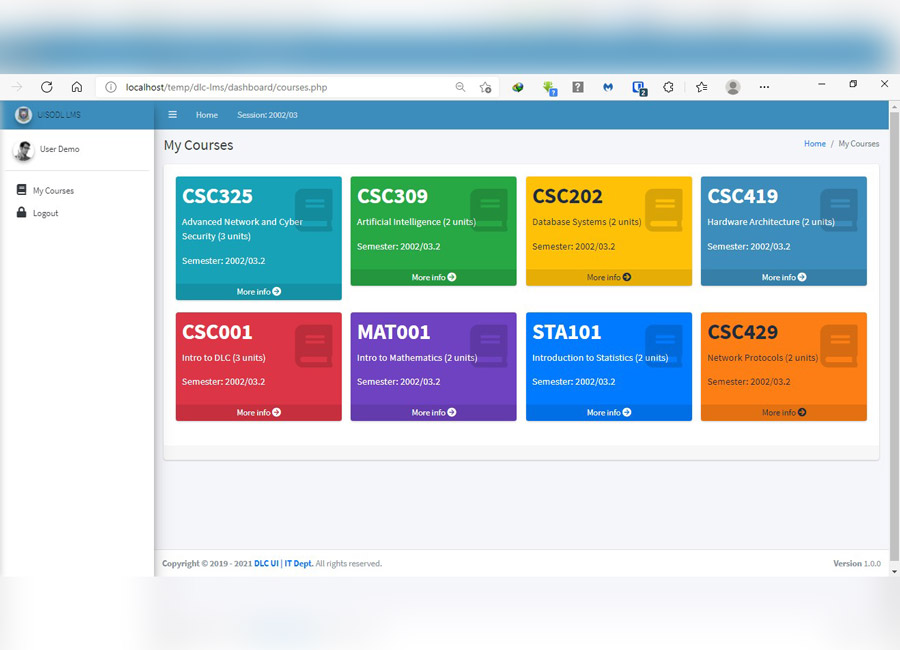 localhost/temp/dlc-lms/dashboard/courses.php
UISODL LMS
Home
Session: 2002/03
User Demo
My Courses
Logout
My Courses
Home / My Courses
CSC325
Advanced Network and Cyber
Security (3 units)
Semester: 2002/03.2
More info
CSC309
Artificial Intelligence (2 units)
Semester: 2002/03.2
More info
CSC202
Database Systems (2 units)
Semester: 2002/03.2
More info
CSC419
Hardware Architecture (2 units)
Semester: 2002/03.2
More info
CSC001
Intro to DLC (3 units)
Semester: 2002/03.2
More info
MAT001
Intro to Mathematics (2 units)
Semester: 2002/03.2
More info
STA101
Introduction to Statistics (2 units)
Semester: 2002/03.2
More info
CSC429
Network Protocols (2 units)
Semester: 2002/03.2
More info
Copyright © 2019 - 2021 DLC UI | IT Dept. All rights reserved.
Version 1.0.0